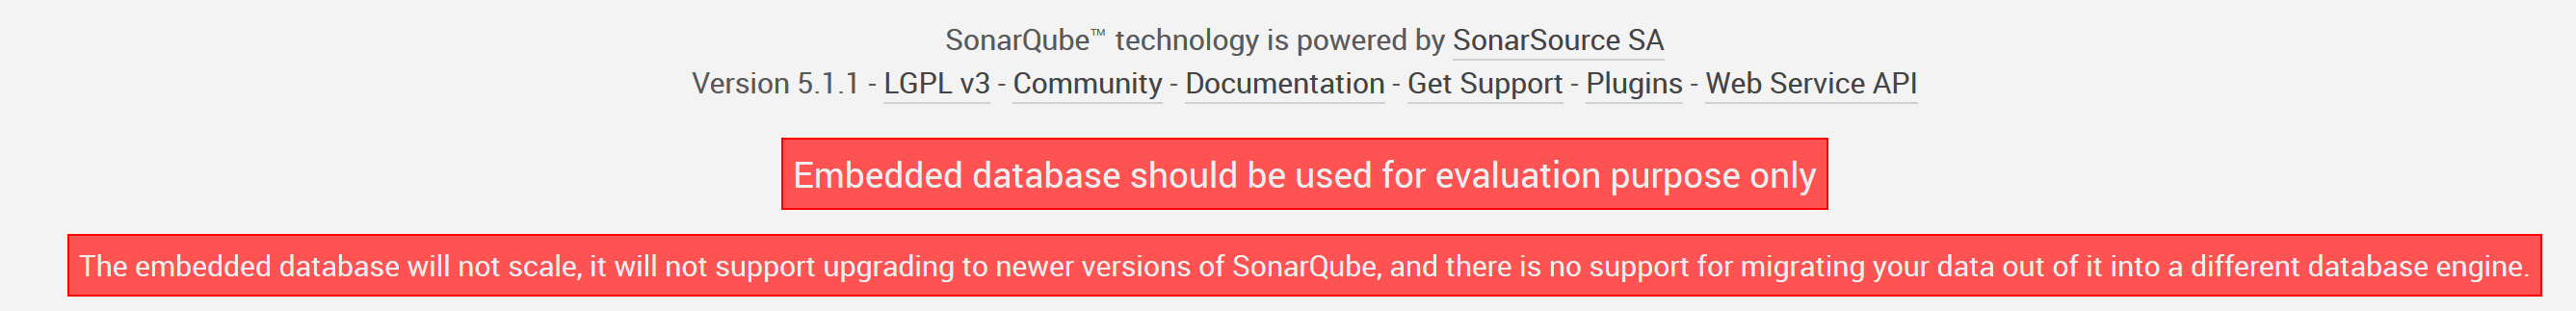 SonarQube™ technology is powered by SonarSource SA
Version 5.1.1 - LGPL v3 - Community - Documentation - Get Support - Plugins - Web Service API
Embedded database should be used for evaluation purpose only
The embedded database will not scale, it will not support upgrading to newer versions of SonarQube, and there is no support for migrating your data out of it into a different database engine.